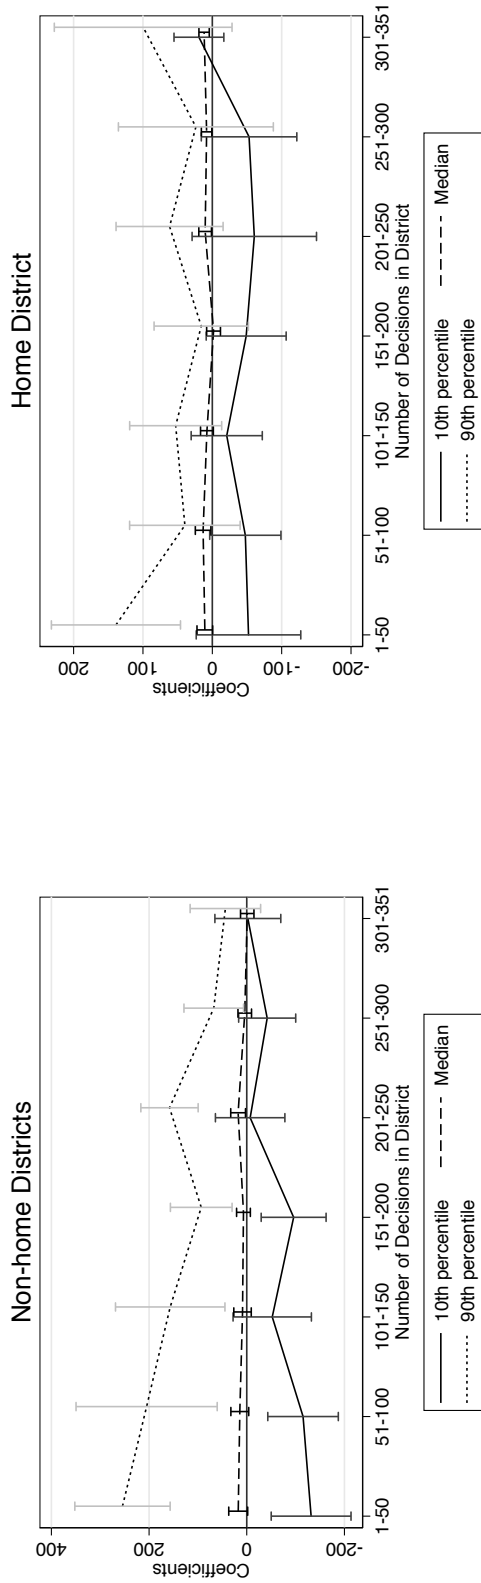 Non-home Districts
Coefficients
400
200
0
-200
1-50 51-100 101-150 151-200 201-250 251-300 301-351
Number of Decisions in District
10th percentile Median
90th percentile
Home District
Coefficients
200
100
0
-100
-200
1-50 51-100 101-150 151-200 201-250 251-300 301-351
Number of Decisions in District
10th percentile Median
90th percentile